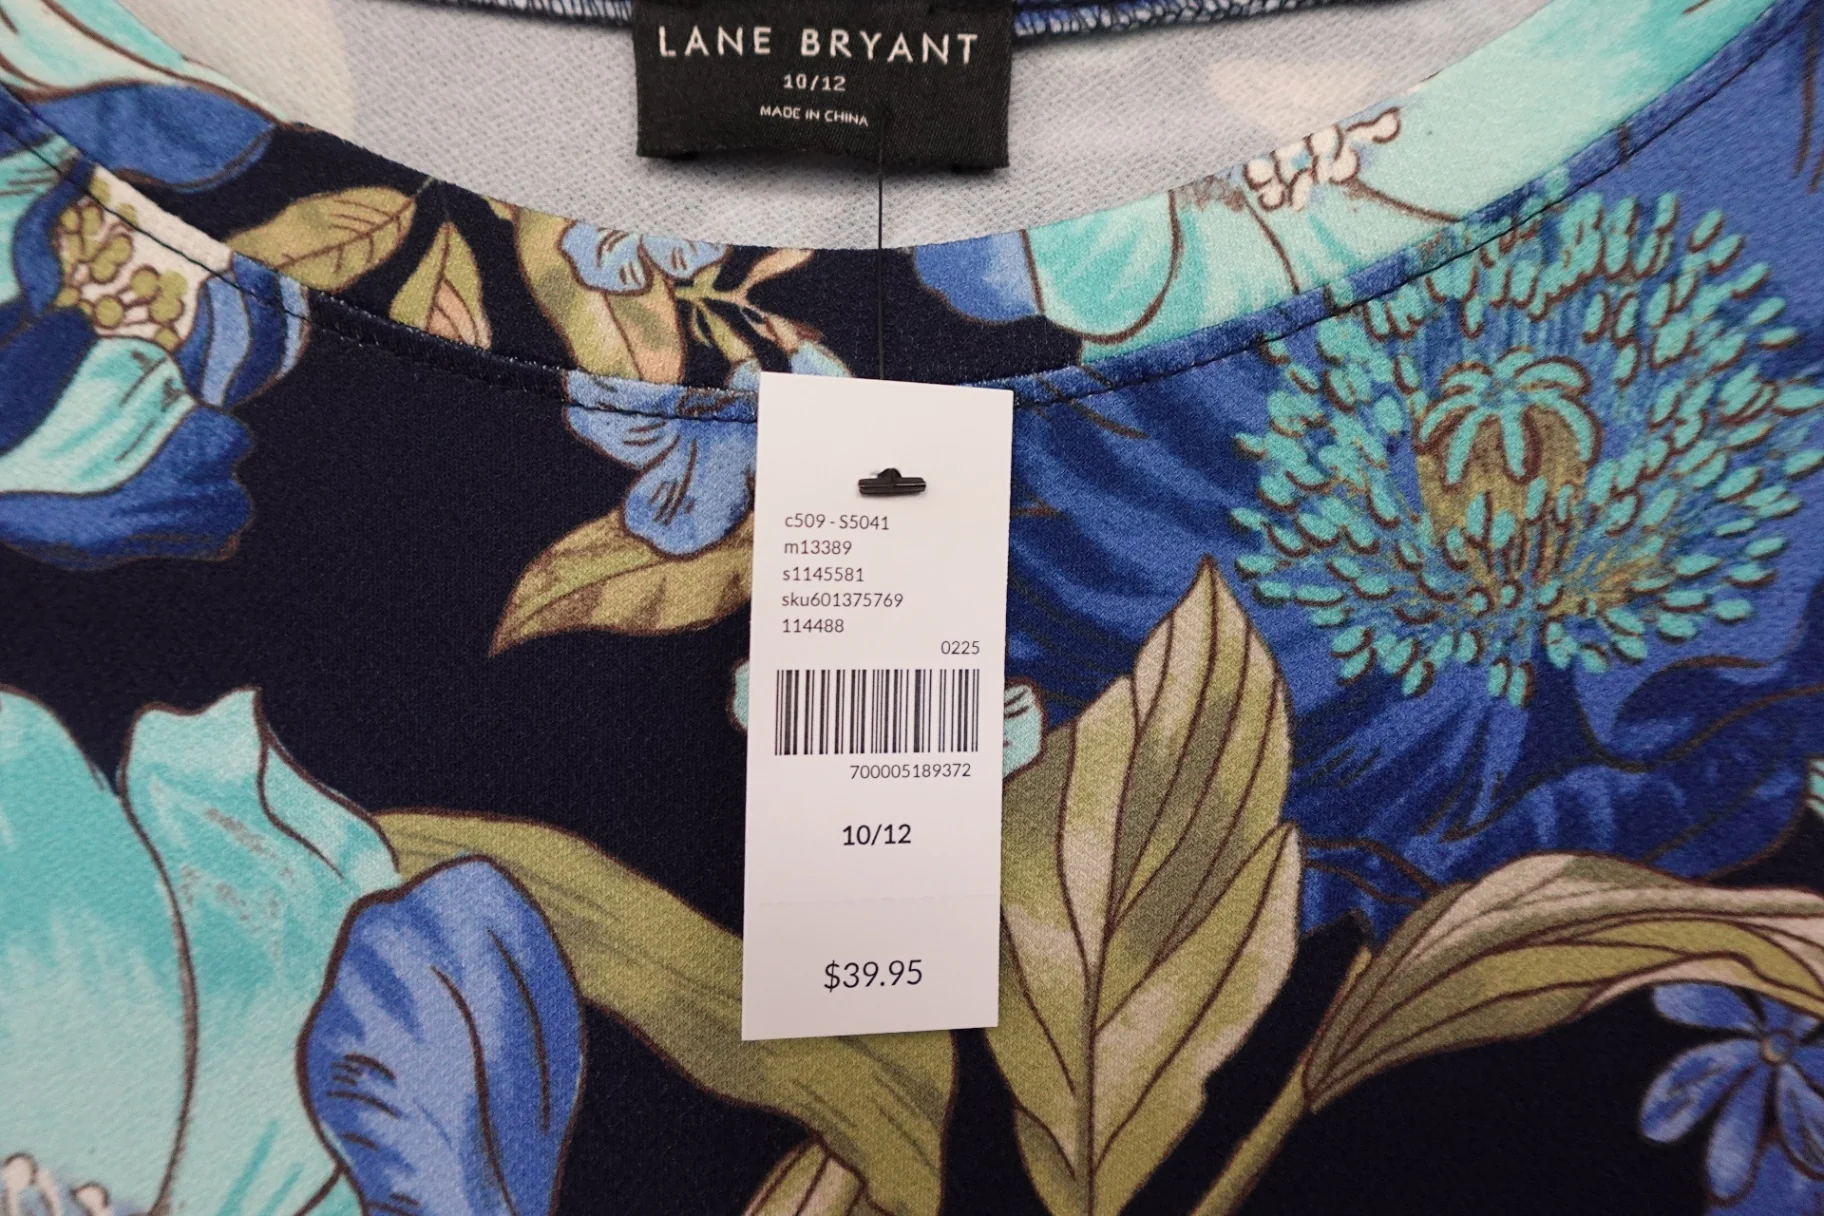 LANE BRYANT
10/12
MADE IN CHINA
c509 - S5041
m13389
s1145581
sku601375769
114488
0225
700005189372
10/12
$39.95